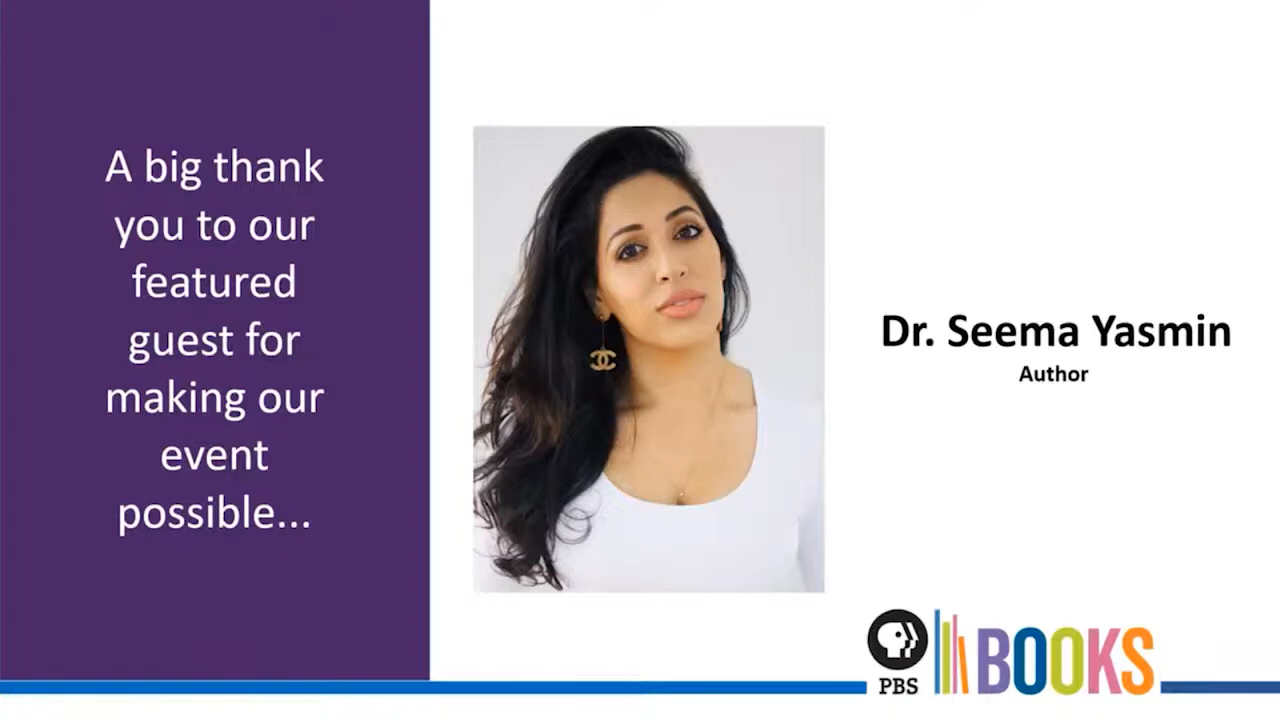 A big thank
you to our
featured
guest for
making our
event
possible...
Dr. Seema Yasmin
Author
PBS
BOOKS